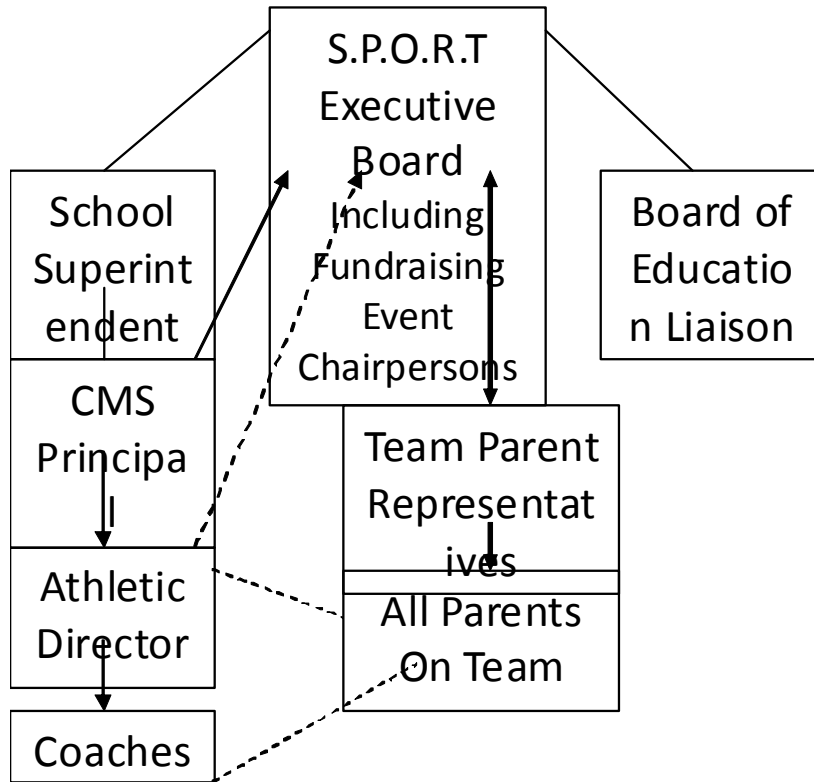 S.P.O.R.T
Executive
Board
Including
Fundraising
Event
Chairpersons
School
Superint
endent
Board of
Educatio
n Liaison
CMS
Principa
l
Team Parent
Representat
ives
Athletic
Director
All Parents
On Team
Coaches